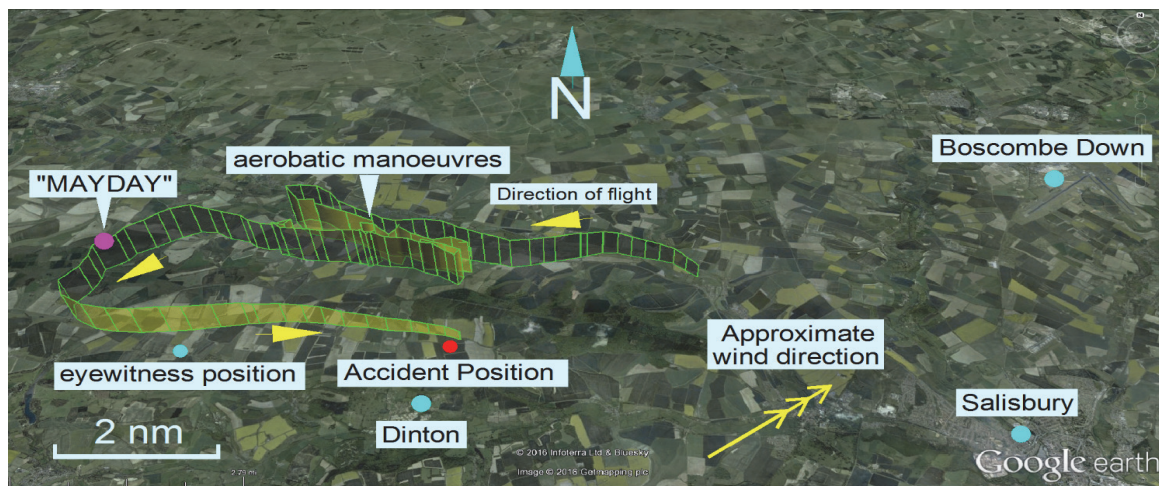 N
Boscombe Down
aerobatic manoeuvres
"MAYDAY"
Direction of flight
Approximate
wind direction
eyewitness position
Accident Position
Salisbury
2 nm
Dinton
© 2016 Infoterra Ltd & Bluesky
Image © 2016 Getmapping plc
Google earth